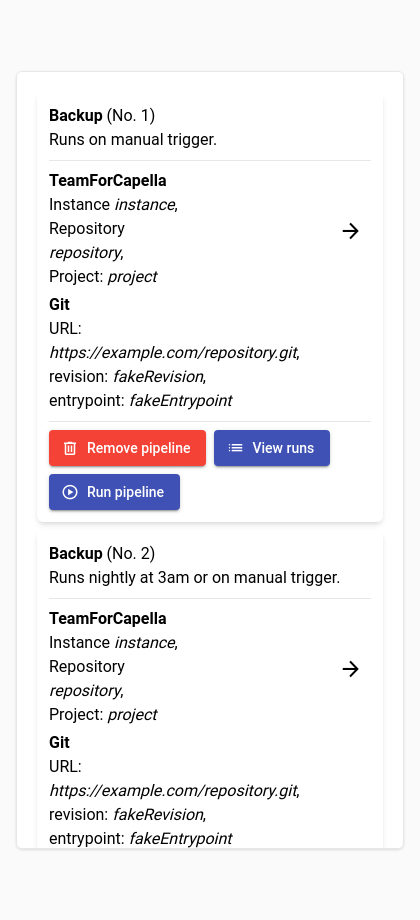 Backup (No. 1)
Runs on manual trigger.
TeamForCapella
Instance instance,
Repository
repository,
Project: project
Git
URL:
https://example.com/repository.git,
revision: fakeRevision,
entrypoint: fakeEntrypoint
Remove pipeline
View runs
Run pipeline
Backup (No. 2)
Runs nightly at 3am or on manual trigger.
TeamForCapella
Instance instance,
Repository
repository,
Project: project
Git
URL:
https://example.com/repository.git,
revision: fakeRevision,
entrypoint: fakeEntrypoint